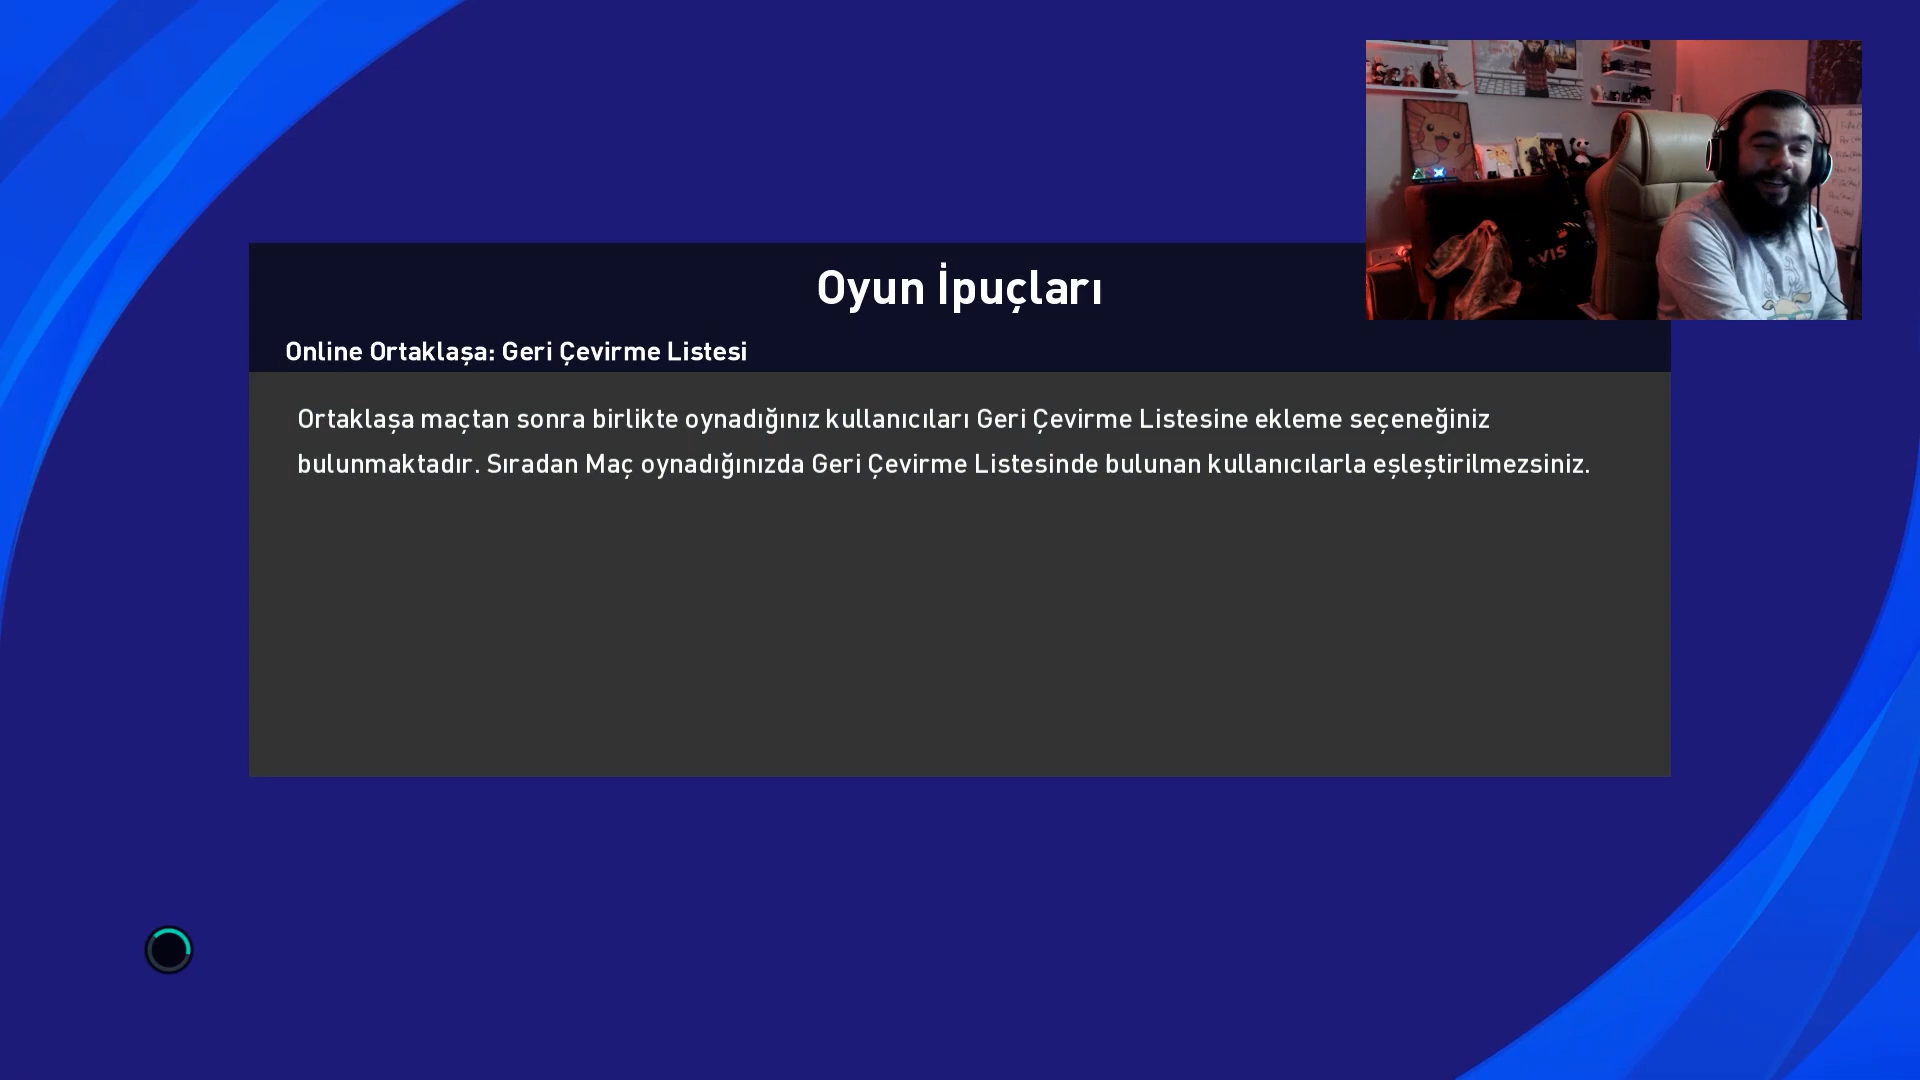 Oyun İpuçları
Online Ortaklaşa: Geri Çevirme Listesi
Ortaklaşa maçtan sonra birlikte oynadığınız kullanıcıları Geri Çevirme Listesine ekleme seçeneğiniz
bulunmaktadır. Sıradan Maç oynadığınızda Geri Çevirme Listesinde bulunan kullanıcılarla eşleştirilmezsiniz.